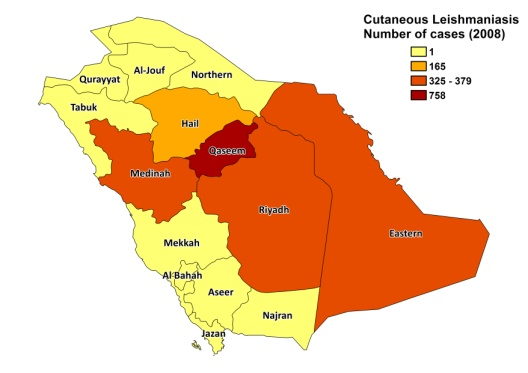 Cutaneous Leishmaniasis
Number of cases (2008)
1
165
325 - 379
758
Al-Jouf
Qurayyat
Northern
Tabuk
Hail
Qaseem
Medinah
Riyadh
Eastern
Mekkah
Al Bahah
Aseer
Najran
Jazan